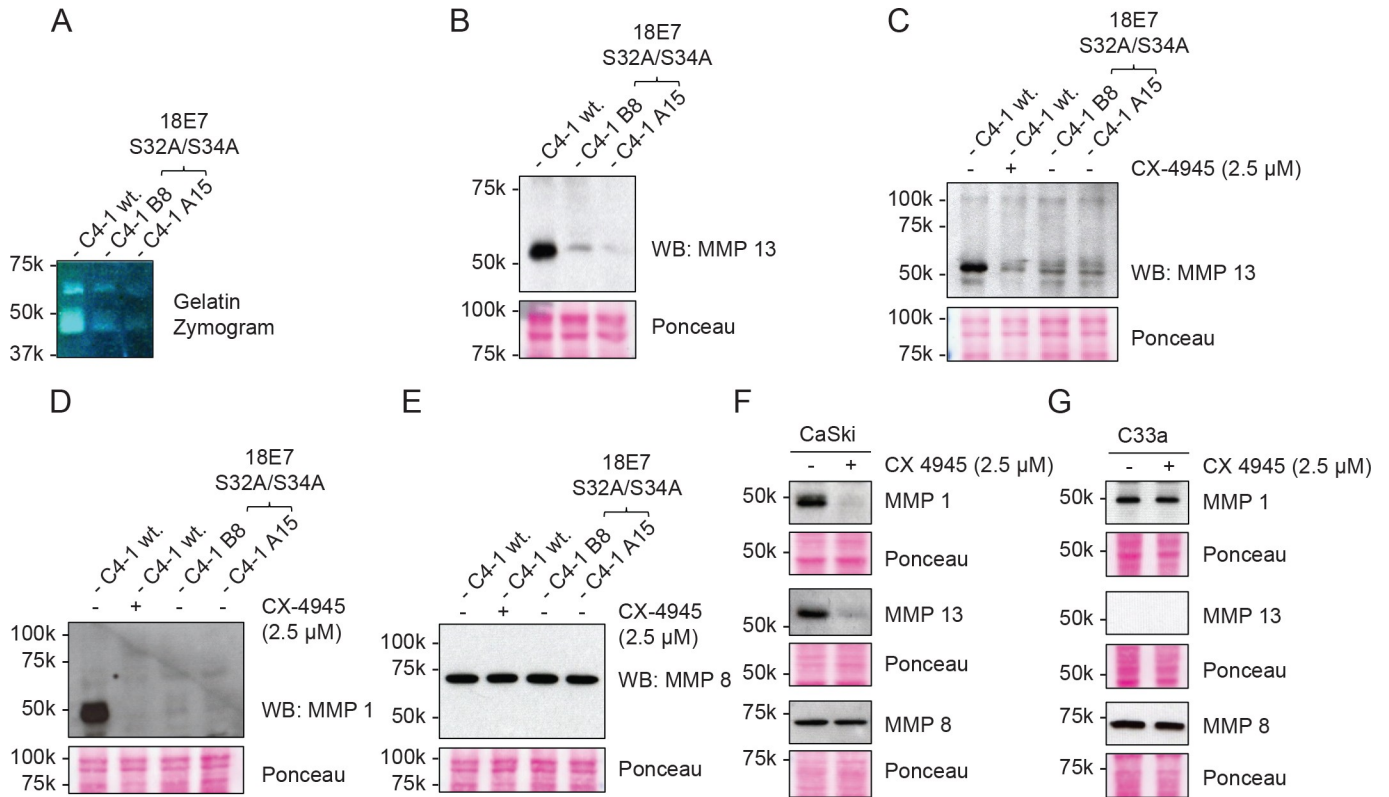 A
18E7
S32A/S34A
- C4-1 wt.
- C4-1 B8
- C4-1 A15
75k
50k
37k
Gelatin
Zymogram
B
18E7
S32A/S34A
- C4-1 wt.
- C4-1 B8
- C4-1 A15
75k
50k
WB: MMP 13
100k
75k
Ponceau
C
18E7
S32A/S34A
- C4-1 wt.
- C4-1 wt.
- C4-1 B8
- C4-1 A15
- + - - CX-4945 (2.5 µM)
100k
75k
50k
WB: MMP 13
100k
75k
Ponceau
D
18E7
S32A/S34A
- C4-1 wt.
- C4-1 wt.
- C4-1 B8
- C4-1 A15
- + - - CX-4945
(2.5 µM)
100k
75k
50k
WB: MMP 1
100k
75k
Ponceau
E
18E7
S32A/S34A
- C4-1 wt.
- C4-1 wt.
- C4-1 B8
- C4-1 A15
- + - - CX-4945
(2.5 µM)
100k
75k
WB: MMP 8
50k
100k
75k
Ponceau
F
CaSki
- + CX 4945 (2.5 µM)
50k MMP 1
50k Ponceau
50k MMP 13
50k Ponceau
75k MMP 8
75k Ponceau
G
C33a
- + CX 4945 (2.5 µM)
50k MMP 1
50k Ponceau
50k MMP 13
50k Ponceau
75k MMP 8
75k Ponceau